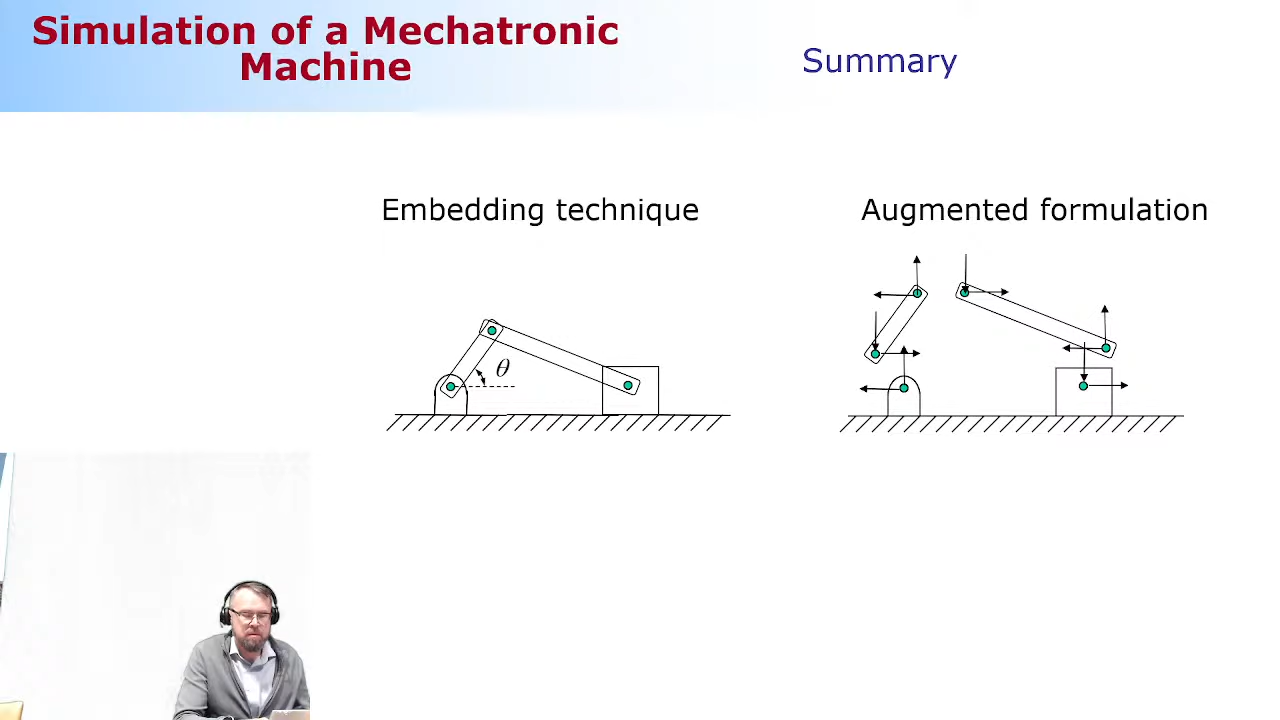 Simulation of a Mechatronic
Machine
Summary
Embedding technique
Augmented formulation
θ